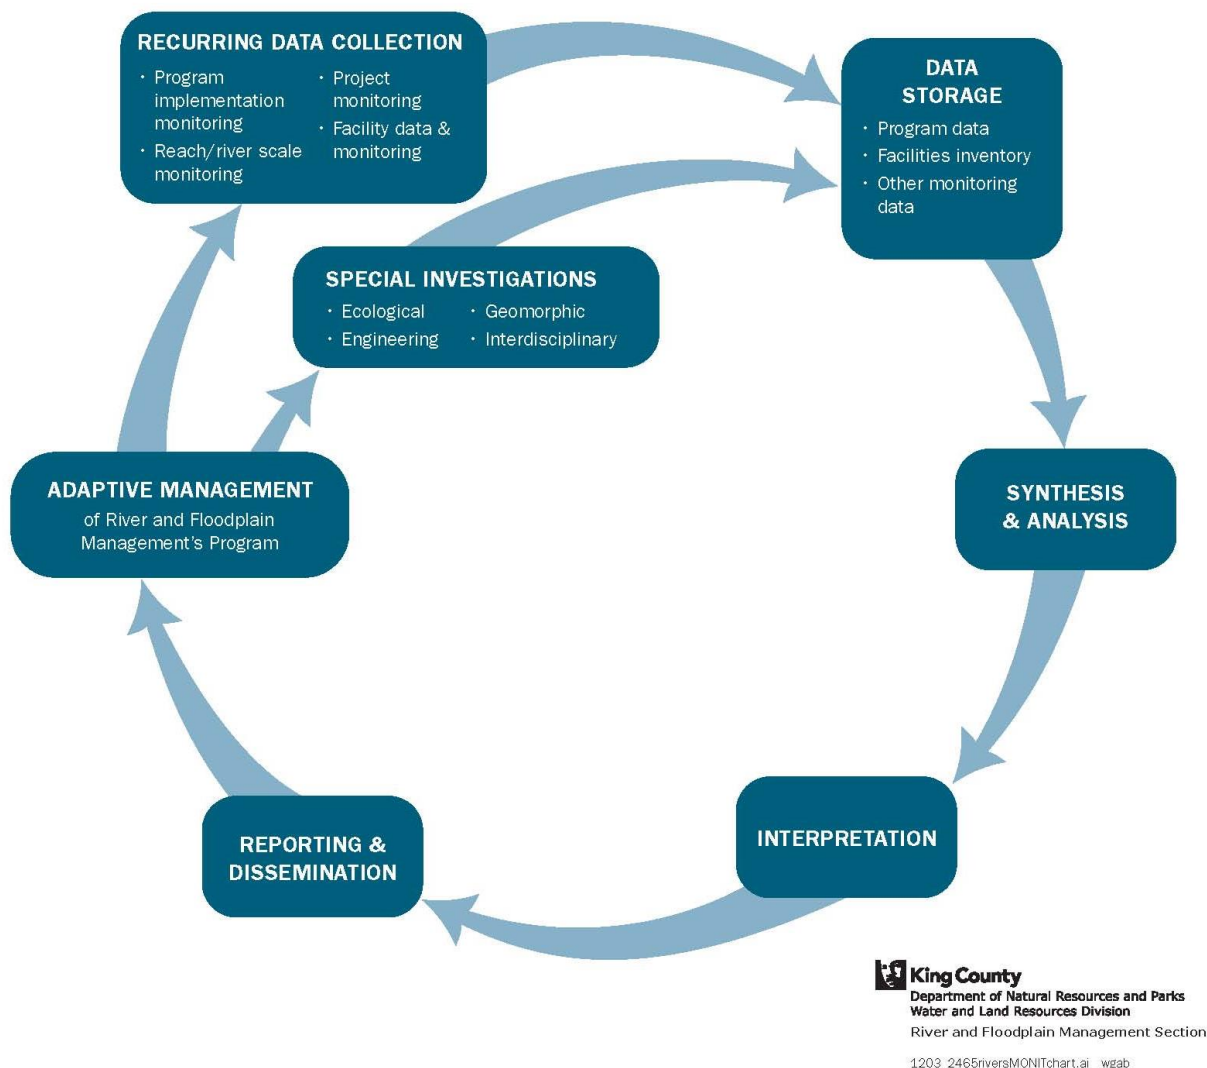 RECURRING DATA COLLECTION
· Program
implementation
monitoring
· Reach/river scale
monitoring
· Project
monitoring
· Facility data &
monitoring
DATA
STORAGE
· Program data
· Facilities inventory
· Other monitoring
data
SPECIAL INVESTIGATIONS
· Ecological
· Engineering
· Geomorphic
· Interdisciplinary
ADAPTIVE MANAGEMENT
of River and Floodplain
Management's Program
SYNTHESIS
& ANALYSIS
INTERPRETATION
REPORTING &
DISSEMINATION
King County
Department of Natural Resources and Parks
Water and Land Resources Division
River and Floodplain Management Section
1203_2465riversMONITchart.ai wgab